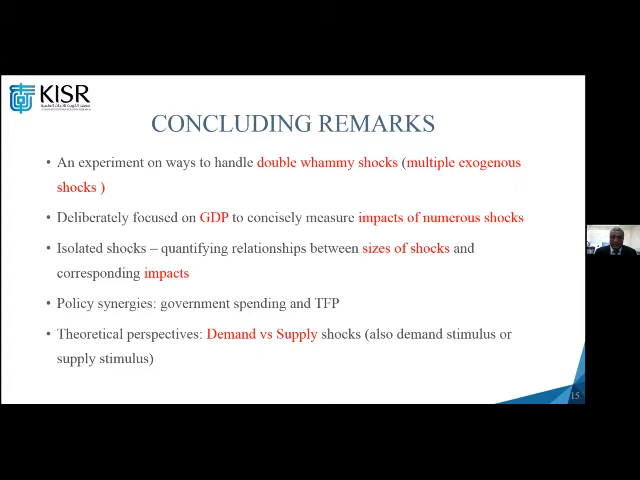 KISR
CONCLUDING REMARKS
• An experiment on ways to handle double whammy shocks (multiple exogenous
shocks )
• Deliberately focused on GDP to concisely measure impacts of numerous shocks
• Isolated shocks – quantifying relationships between sizes of shocks and
corresponding impacts
• Policy synergies: government spending and TFP
• Theoretical perspectives: Demand vs Supply shocks (also demand stimulus or
supply stimulus)
15